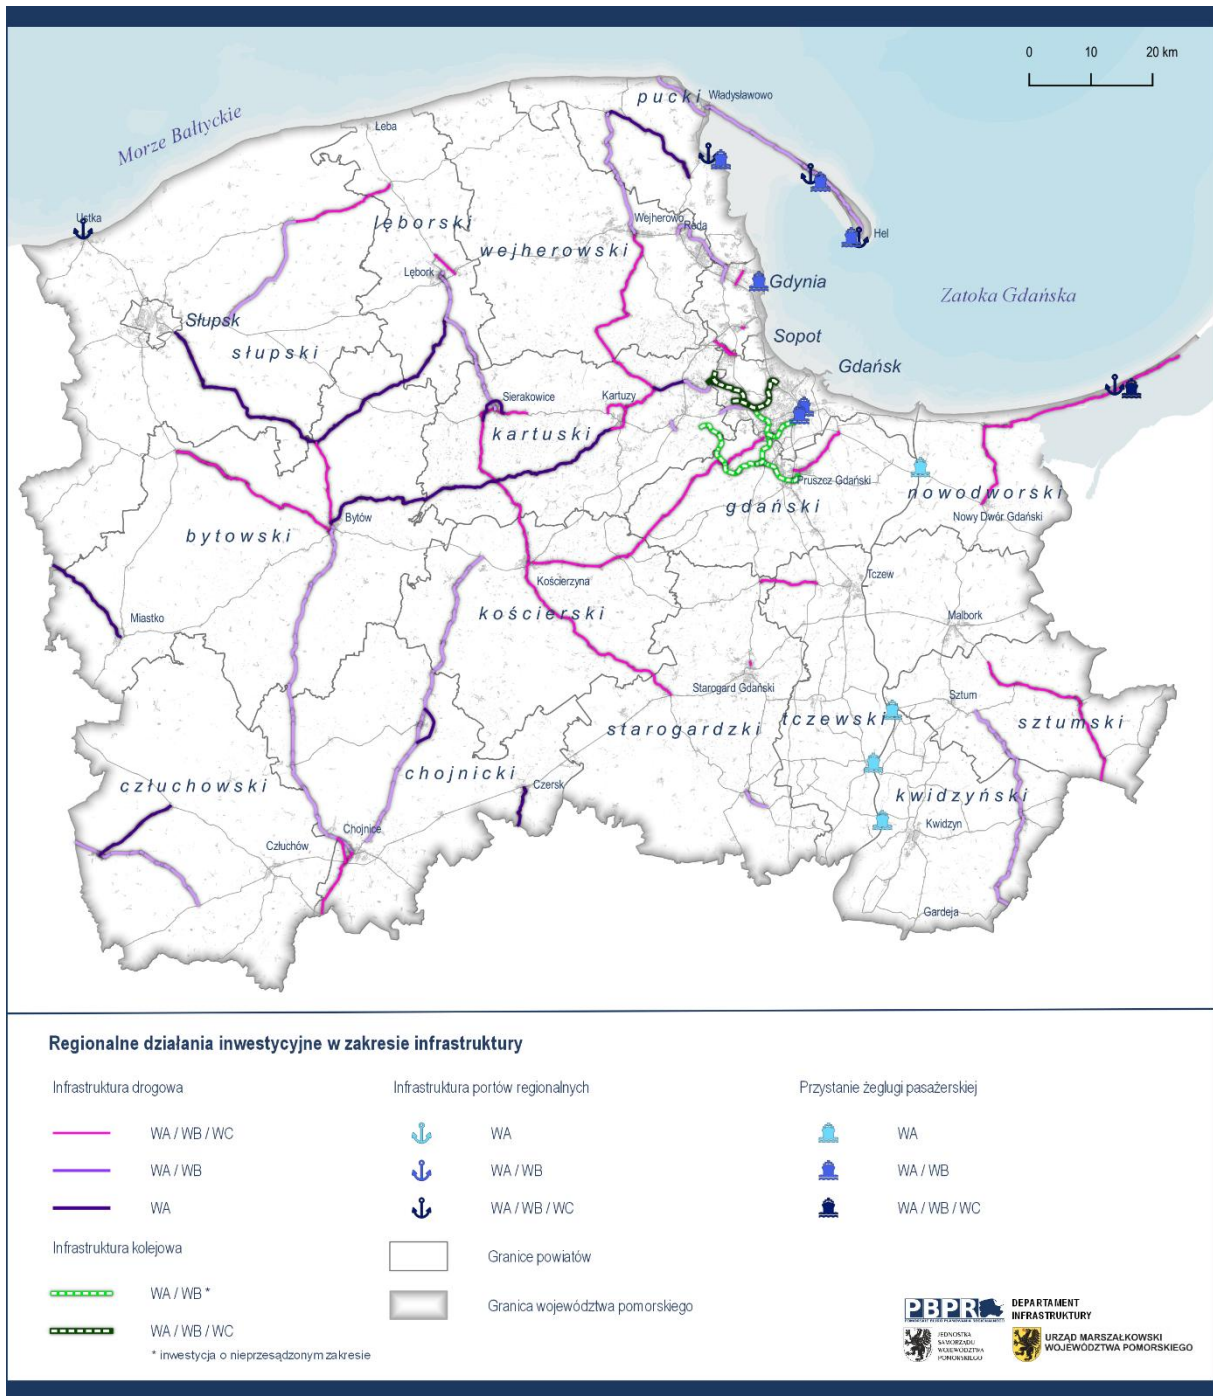 0 10 20 km
Morze Bałtyckie
Łeba
pucki
Władysławowo
Ustka
lęborski
wejherowski
Wejherowo
Reda
Hel
Lębork
Gdynia
Zatoka Gdańska
Słupsk
słupski
Sopot
Gdańsk
Sierakowice
Kartuzy
kartuski
Pruszcz Gdański
gdański
nowodworski
Nowy Dwór Gdański
Bytów
bytowski
Kościerzyna
kościerski
Tczew
Miastko
Malbork
Starogard Gdański
starogardzki
tczewski
Sztum
sztumski
człuchowski
chojnicki
Czersk
kwidzyński
Kwidzyn
Człuchów
Chojnice
Gardeja
Regionalne działania inwestycyjne w zakresie infrastruktury
Infrastruktura drogowa
WA / WB / WC
WA / WB
WA
Infrastruktura kolejowa
WA / WB *
WA / WB / WC
* inwestycja o nieprzesądzonym zakresie
Infrastruktura portów regionalnych
WA
WA / WB
WA / WB / WC
Granice powiatów
Granica województwa pomorskiego
Przystanie żeglugi pasażerskiej
WA
WA / WB
WA / WB / WC
PBPR
DEPARTAMENT
INFRASTRUKTURY
JEDNOSTKA
SAMORZĄDU
WOJEWÓDZTWA
POMORSKIEGO
URZĄD MARSZAŁKOWSKI
WOJEWÓDZTWA POMORSKIEGO